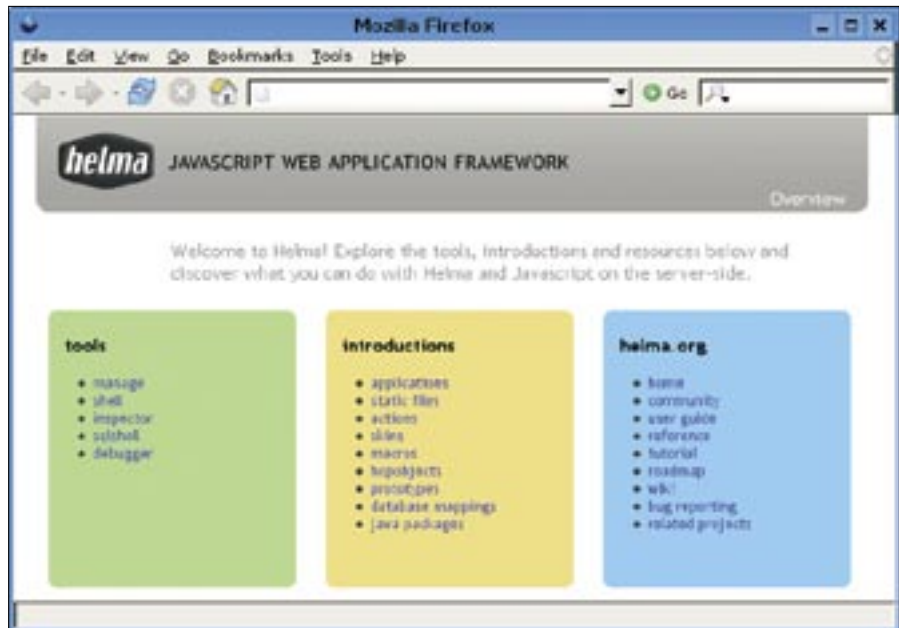 Mozilla Firefox
File Edit View Go Bookmarks Tools Help
Go
helma JAVASCRIPT WEB APPLICATION FRAMEWORK
Overview
Welcome to Helma! Explore the tools, introductions and resources below and
discover what you can do with Helma and Javascript on the server-side.
tools
manage
shell
inspector
sqlshell
debugger
introductions
applications
static files
actions
skins
macros
hopobjects
prototypes
database mappings
java packages
helma.org
home
community
user guide
reference
tutorial
roadmap
wiki
bug reporting
related projects